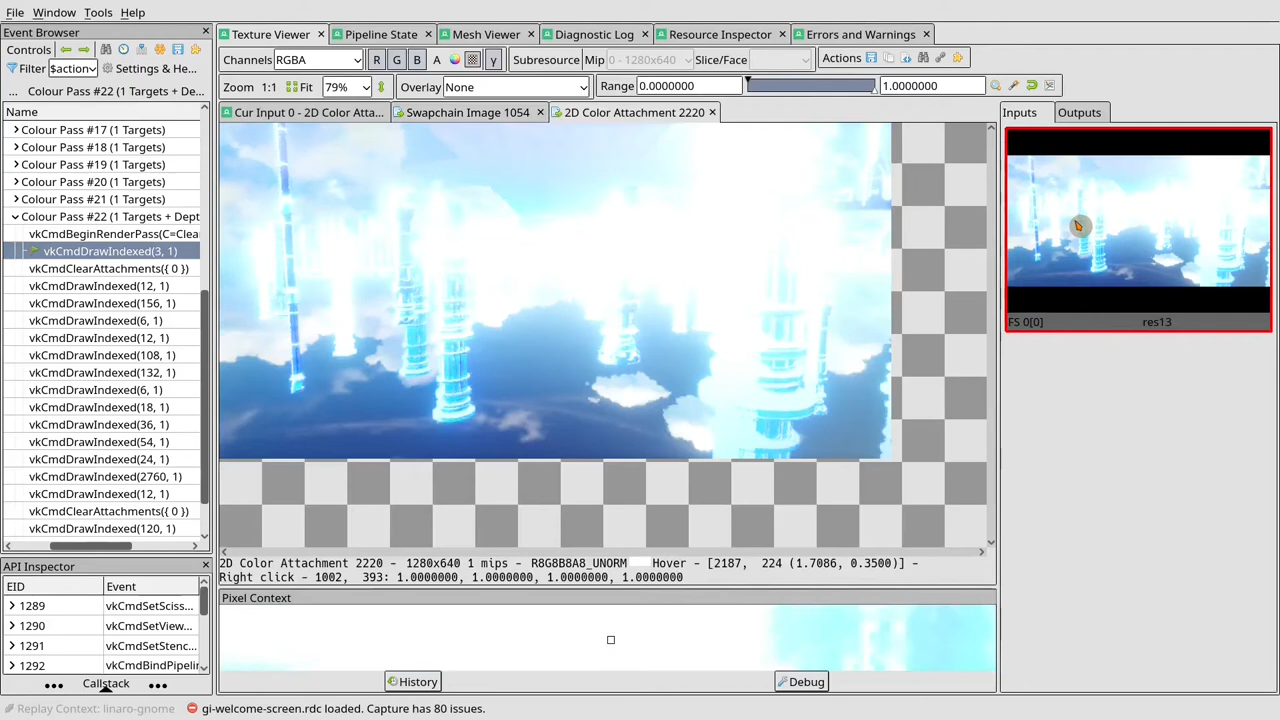 File Window Tools Help
Event Browser
Controls
Filter $action Settings & He...
... Colour Pass #22 (1 Targets + De...
Name
Colour Pass #17 (1 Targets)
Colour Pass #18 (1 Targets)
Colour Pass #19 (1 Targets)
Colour Pass #20 (1 Targets)
Colour Pass #21 (1 Targets)
Colour Pass #22 (1 Targets + Dept
vkCmdBeginRenderPass(C=Clea
vkCmdDrawIndexed(3, 1)
vkCmdClearAttachments({ 0 })
vkCmdDrawIndexed(12, 1)
vkCmdDrawIndexed(156, 1)
vkCmdDrawIndexed(6, 1)
vkCmdDrawIndexed(12, 1)
vkCmdDrawIndexed(108, 1)
vkCmdDrawIndexed(132, 1)
vkCmdDrawIndexed(6, 1)
vkCmdDrawIndexed(18, 1)
vkCmdDrawIndexed(36, 1)
vkCmdDrawIndexed(54, 1)
vkCmdDrawIndexed(24, 1)
vkCmdDrawIndexed(2760, 1)
vkCmdDrawIndexed(12, 1)
vkCmdClearAttachments({ 0 })
vkCmdDrawIndexed(120, 1)
API Inspector
EID Event
1289 vkCmdSetSciss...
1290 vkCmdSetView...
1291 vkCmdSetStenc...
1292 vkCmdBindPipelin
Callstack
Texture Viewer Pipeline State Mesh Viewer Diagnostic Log Resource Inspector Errors and Warnings
Channels RGBA R G B A γ Subresource Mip 0 - 1280x640 Slice/Face Actions
Zoom 1:1 Fit 79% Overlay None Range 0.0000000 1.0000000
Cur Input 0 - 2D Color Atta... Swapchain Image 1054 2D Color Attachment 2220
2D Color Attachment 2220 - 1280x640 1 mips - R8G8B8A8_UNORM Hover - [2187, 224 (1.7086, 0.3500)] -
Right click - 1002, 393: 1.0000000, 1.0000000, 1.0000000, 1.0000000
Pixel Context
History Debug
Inputs Outputs
FS 0[0] res13
Replay Context: linaro-gnome gi-welcome-screen.rdc loaded. Capture has 80 issues.